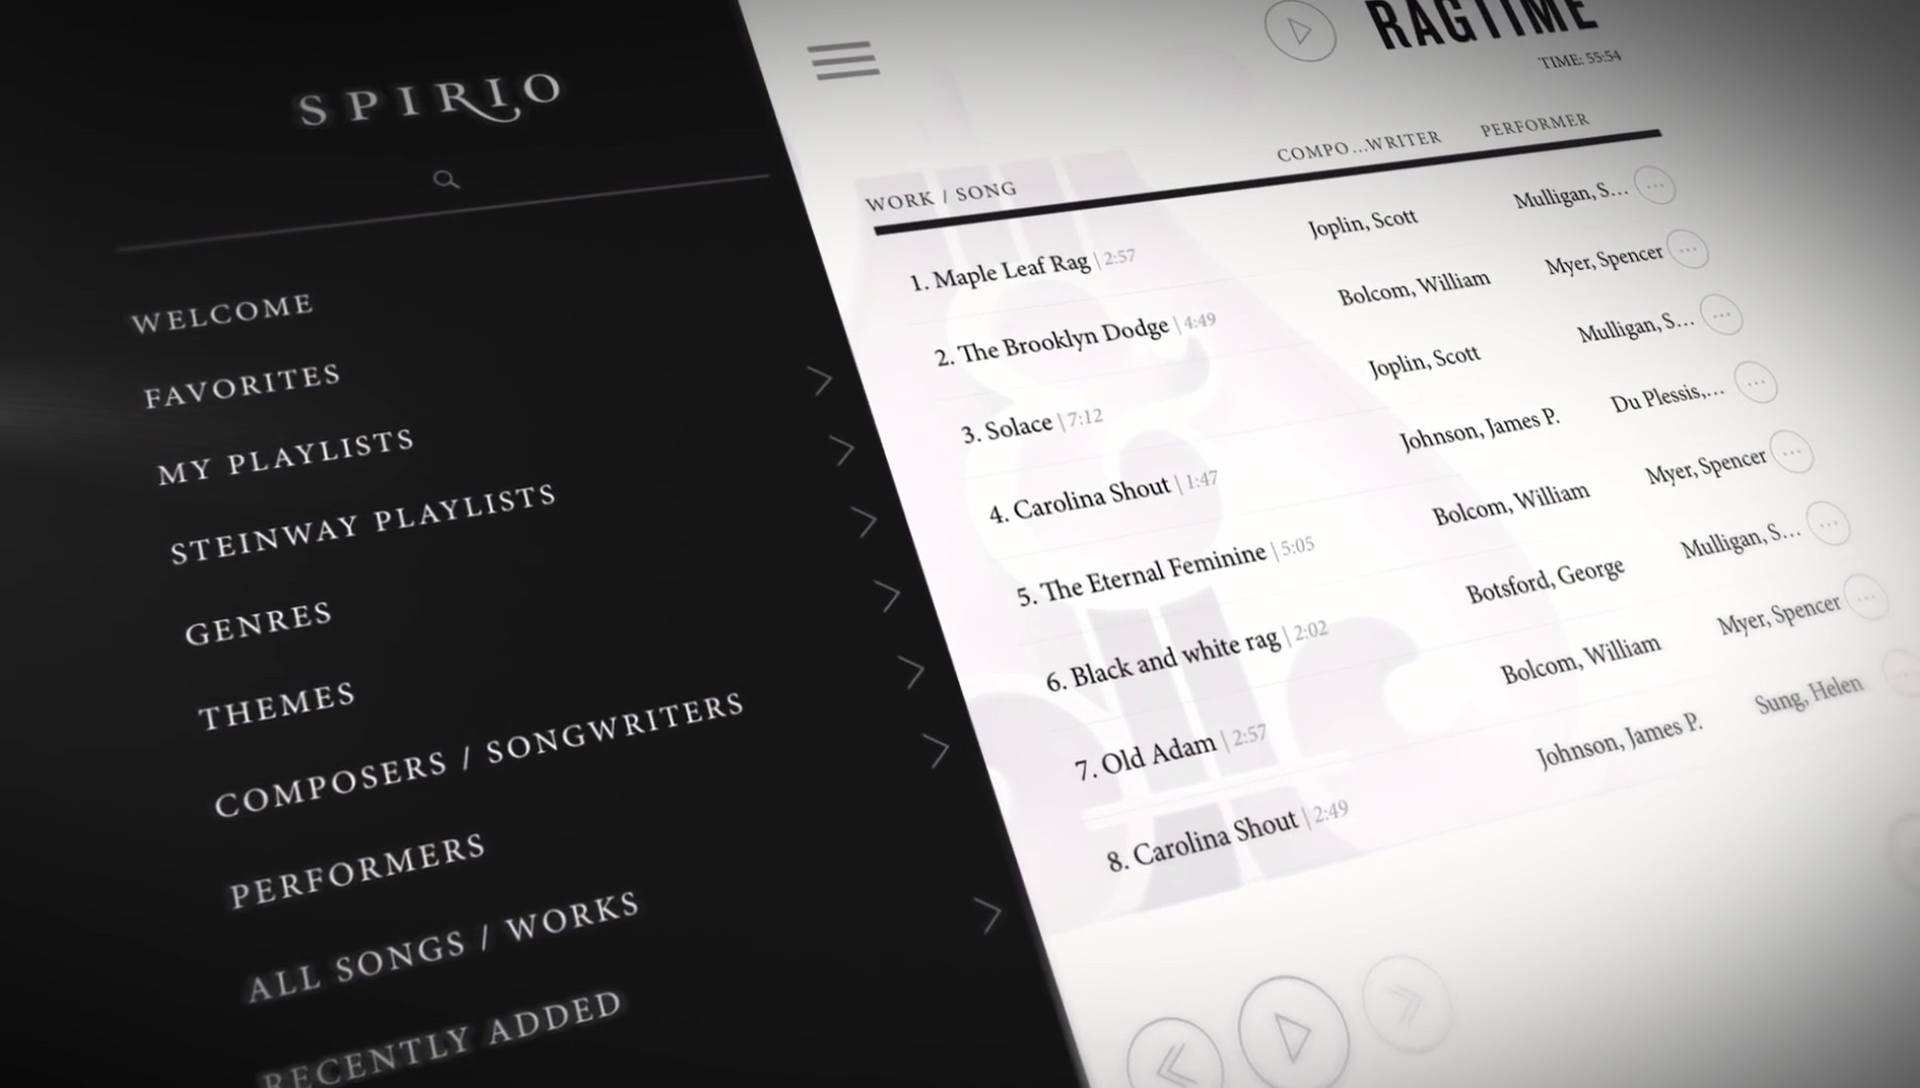 SPIRIO
WELCOME
FAVORITES
MY PLAYLISTS
STEINWAY PLAYLISTS
GENRES
THEMES
COMPOSERS / SONGWRITERS
PERFORMERS
ALL SONGS / WORKS
RECENTLY ADDED
RAGTIME
TIME: 55:54
WORK / SONG COMPO...WRITER PERFORMER
1. Maple Leaf Rag | 2:57 Joplin, Scott Mulligan, S...
2. The Brooklyn Dodge | 4:49 Bolcom, William Myer, Spencer
3. Solace | 7:12 Joplin, Scott Mulligan, S...
4. Carolina Shout | 1:47 Johnson, James P. Du Plessis,...
5. The Eternal Feminine | 5:05 Bolcom, William Myer, Spencer
6. Black and white rag | 2:02 Botsford, George Mulligan, S...
7. Old Adam | 2:57 Bolcom, William Myer, Spencer
8. Carolina Shout | 2:49 Johnson, James P. Sung, Helen